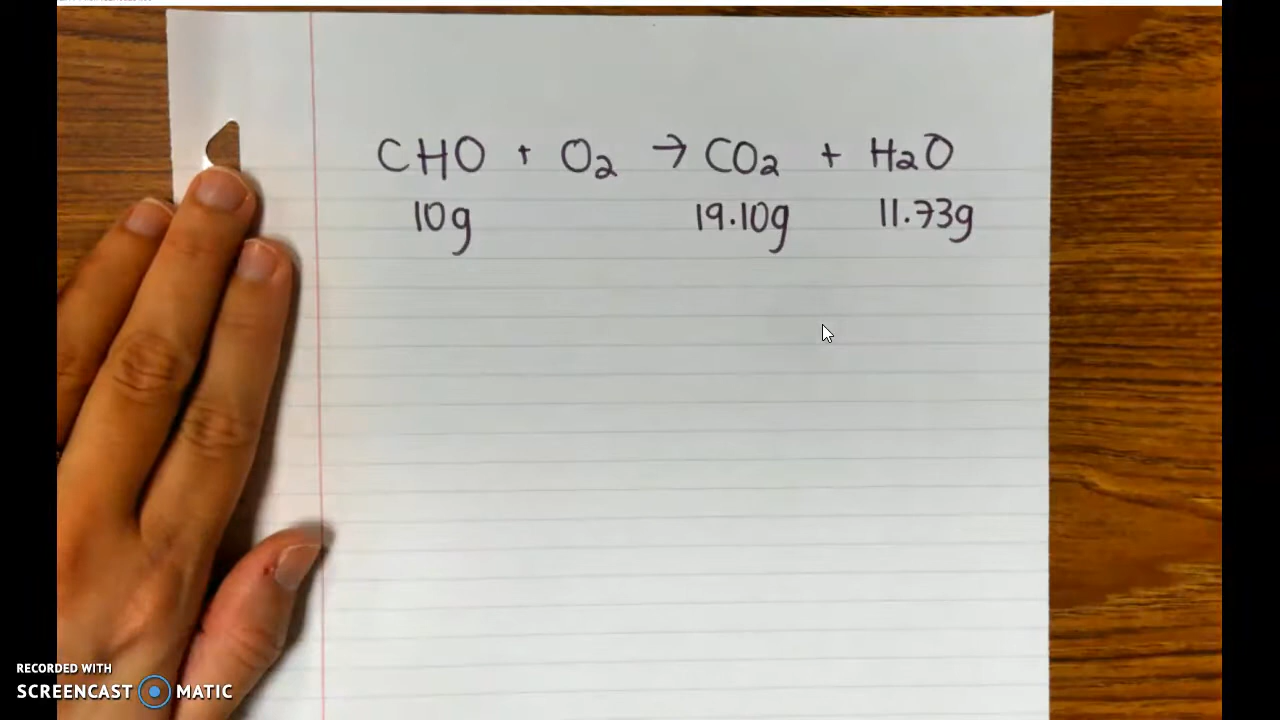 CHO + O₂ → CO₂ + H₂O
10g 19.10g 11.73g
RECORDED WITH
SCREENCAST MATIC